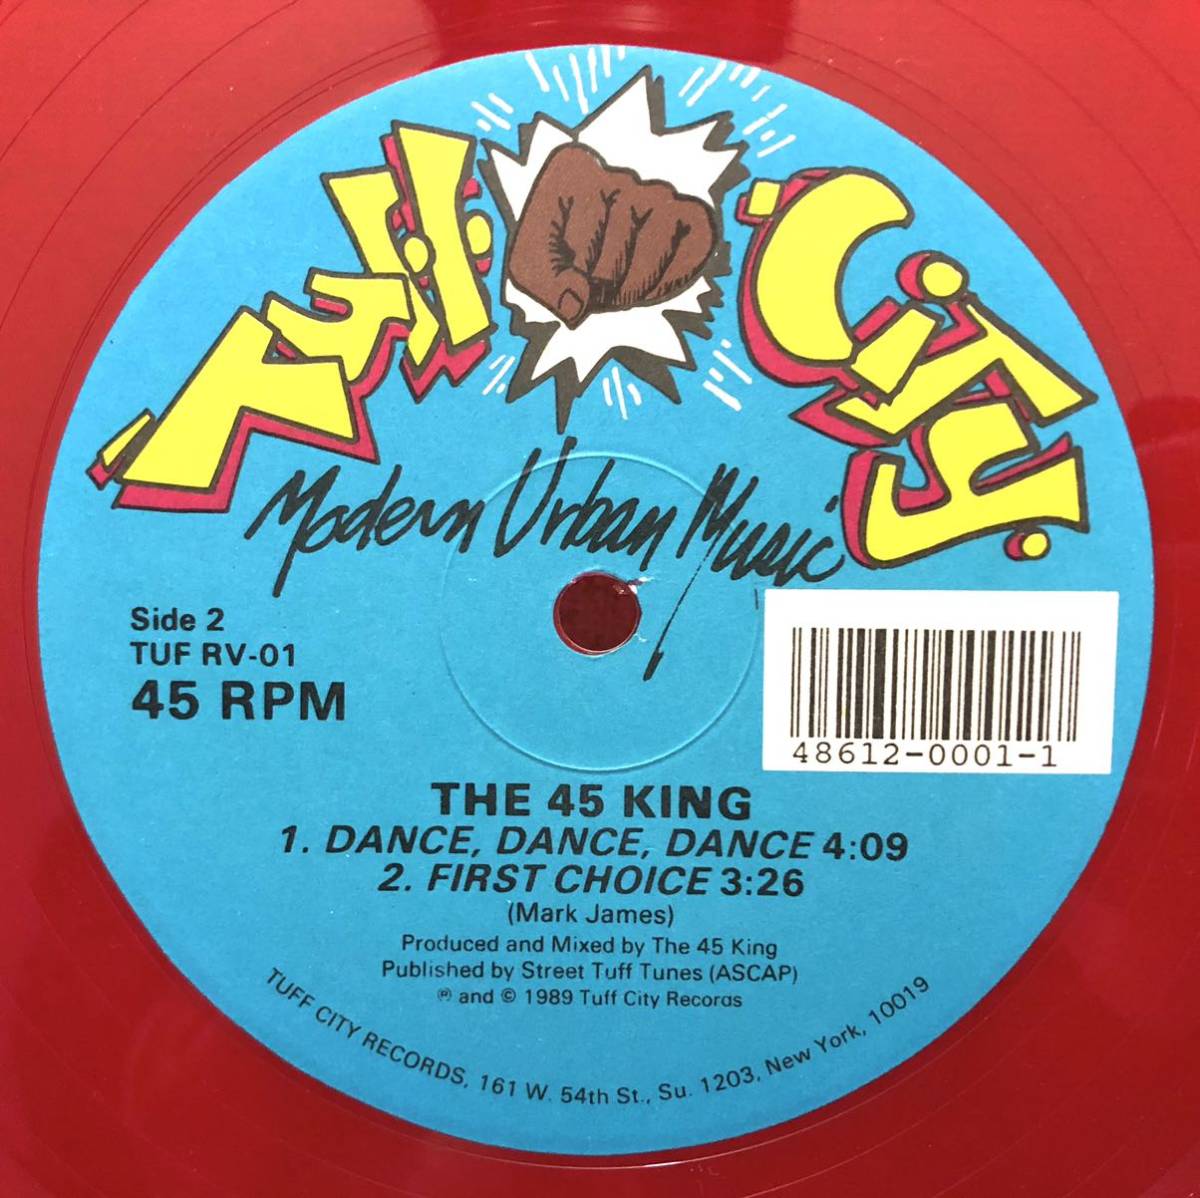 Tuff City
Modern Urban Music
Side 2
TUF RV-01
45 RPM
48612-0001-1
THE 45 KING
1. DANCE, DANCE, DANCE 4:09
2. FIRST CHOICE 3:26
(Mark James)
Produced and Mixed by The 45 King
Published by Street Tuff Tunes (ASCAP)
℗ and © 1989 Tuff City Records
TUFF CITY RECORDS, 161 W. 54th St., Su. 1203, New York, 10019